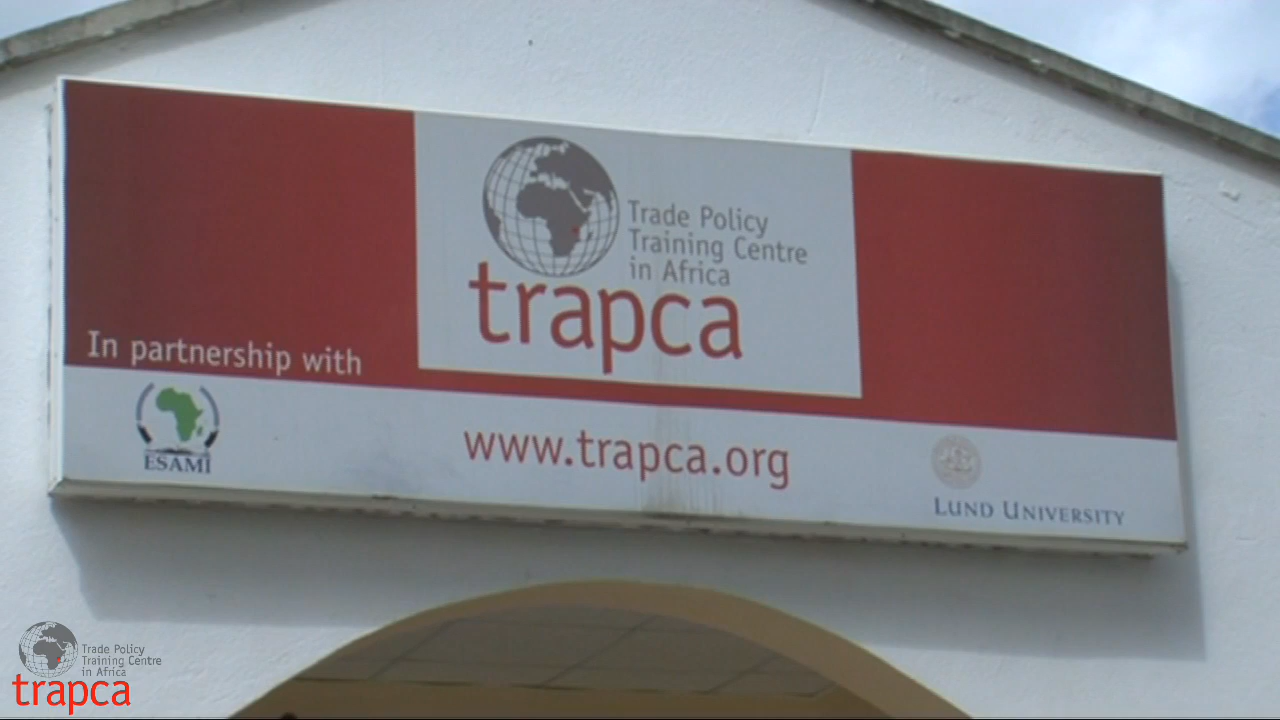 Trade Policy
Training Centre
in Africa
trapca
In partnership with
ESAMI
www.trapca.org
LUND UNIVERSITY
Trade Policy
Training Centre
in Africa
trapca